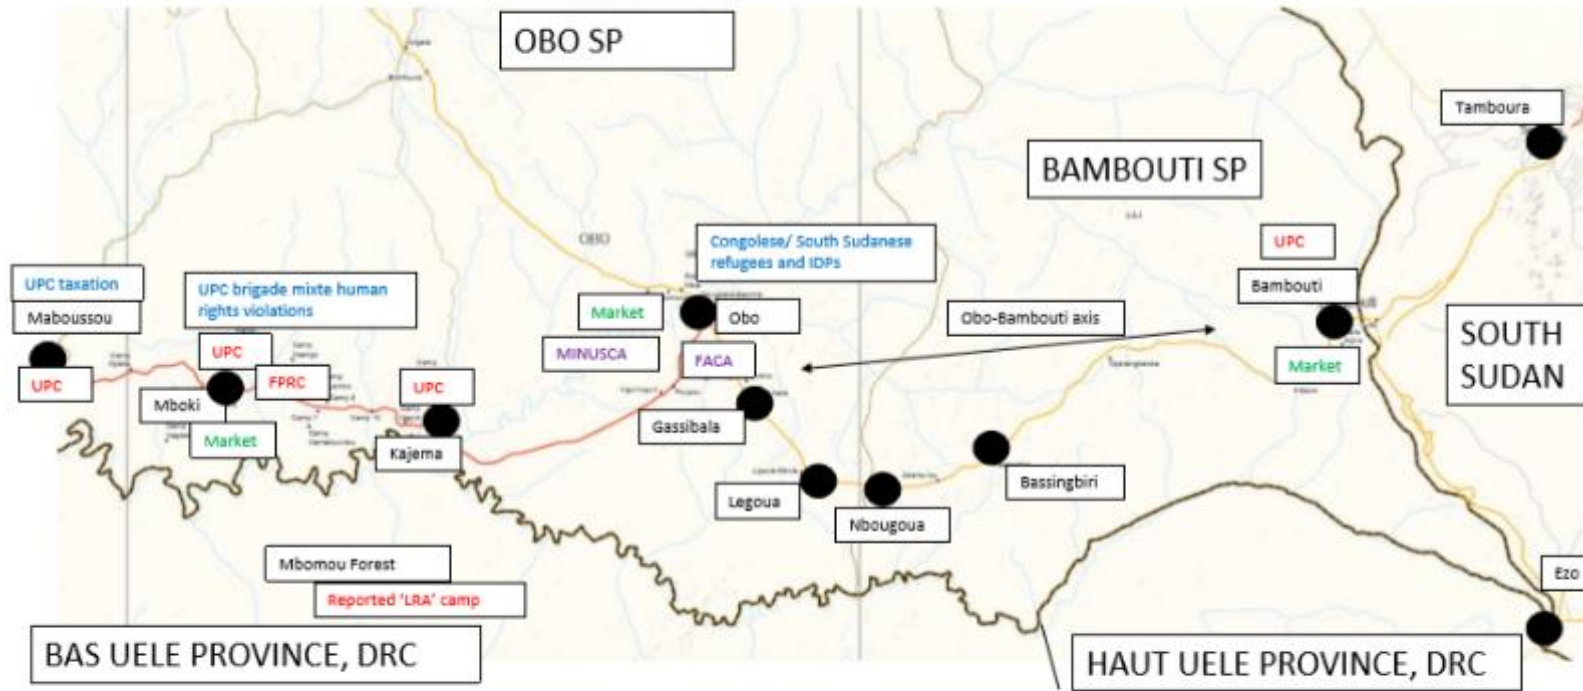 OBO SP
Tamboura
BAMBOUTI SP
OBO
Congolese/ South Sudanese
refugees and IDPs
UPC
UPC taxation
UPC brigade mixte human
rights violations
Bambouti
Maboussou
Market
Obo
Obo-Bambouti axis
SOUTH
SUDAN
UPC
MINUSCA
FACA
Market
UPC
FPRC
UPC
Mboki
Gassibala
Market
Kajema
Bassingbiri
Legoua
Nbougoua
Mbomou Forest
Ezo
Reported ‘LRA’ camp
BAS UELE PROVINCE, DRC
HAUT UELE PROVINCE, DRC